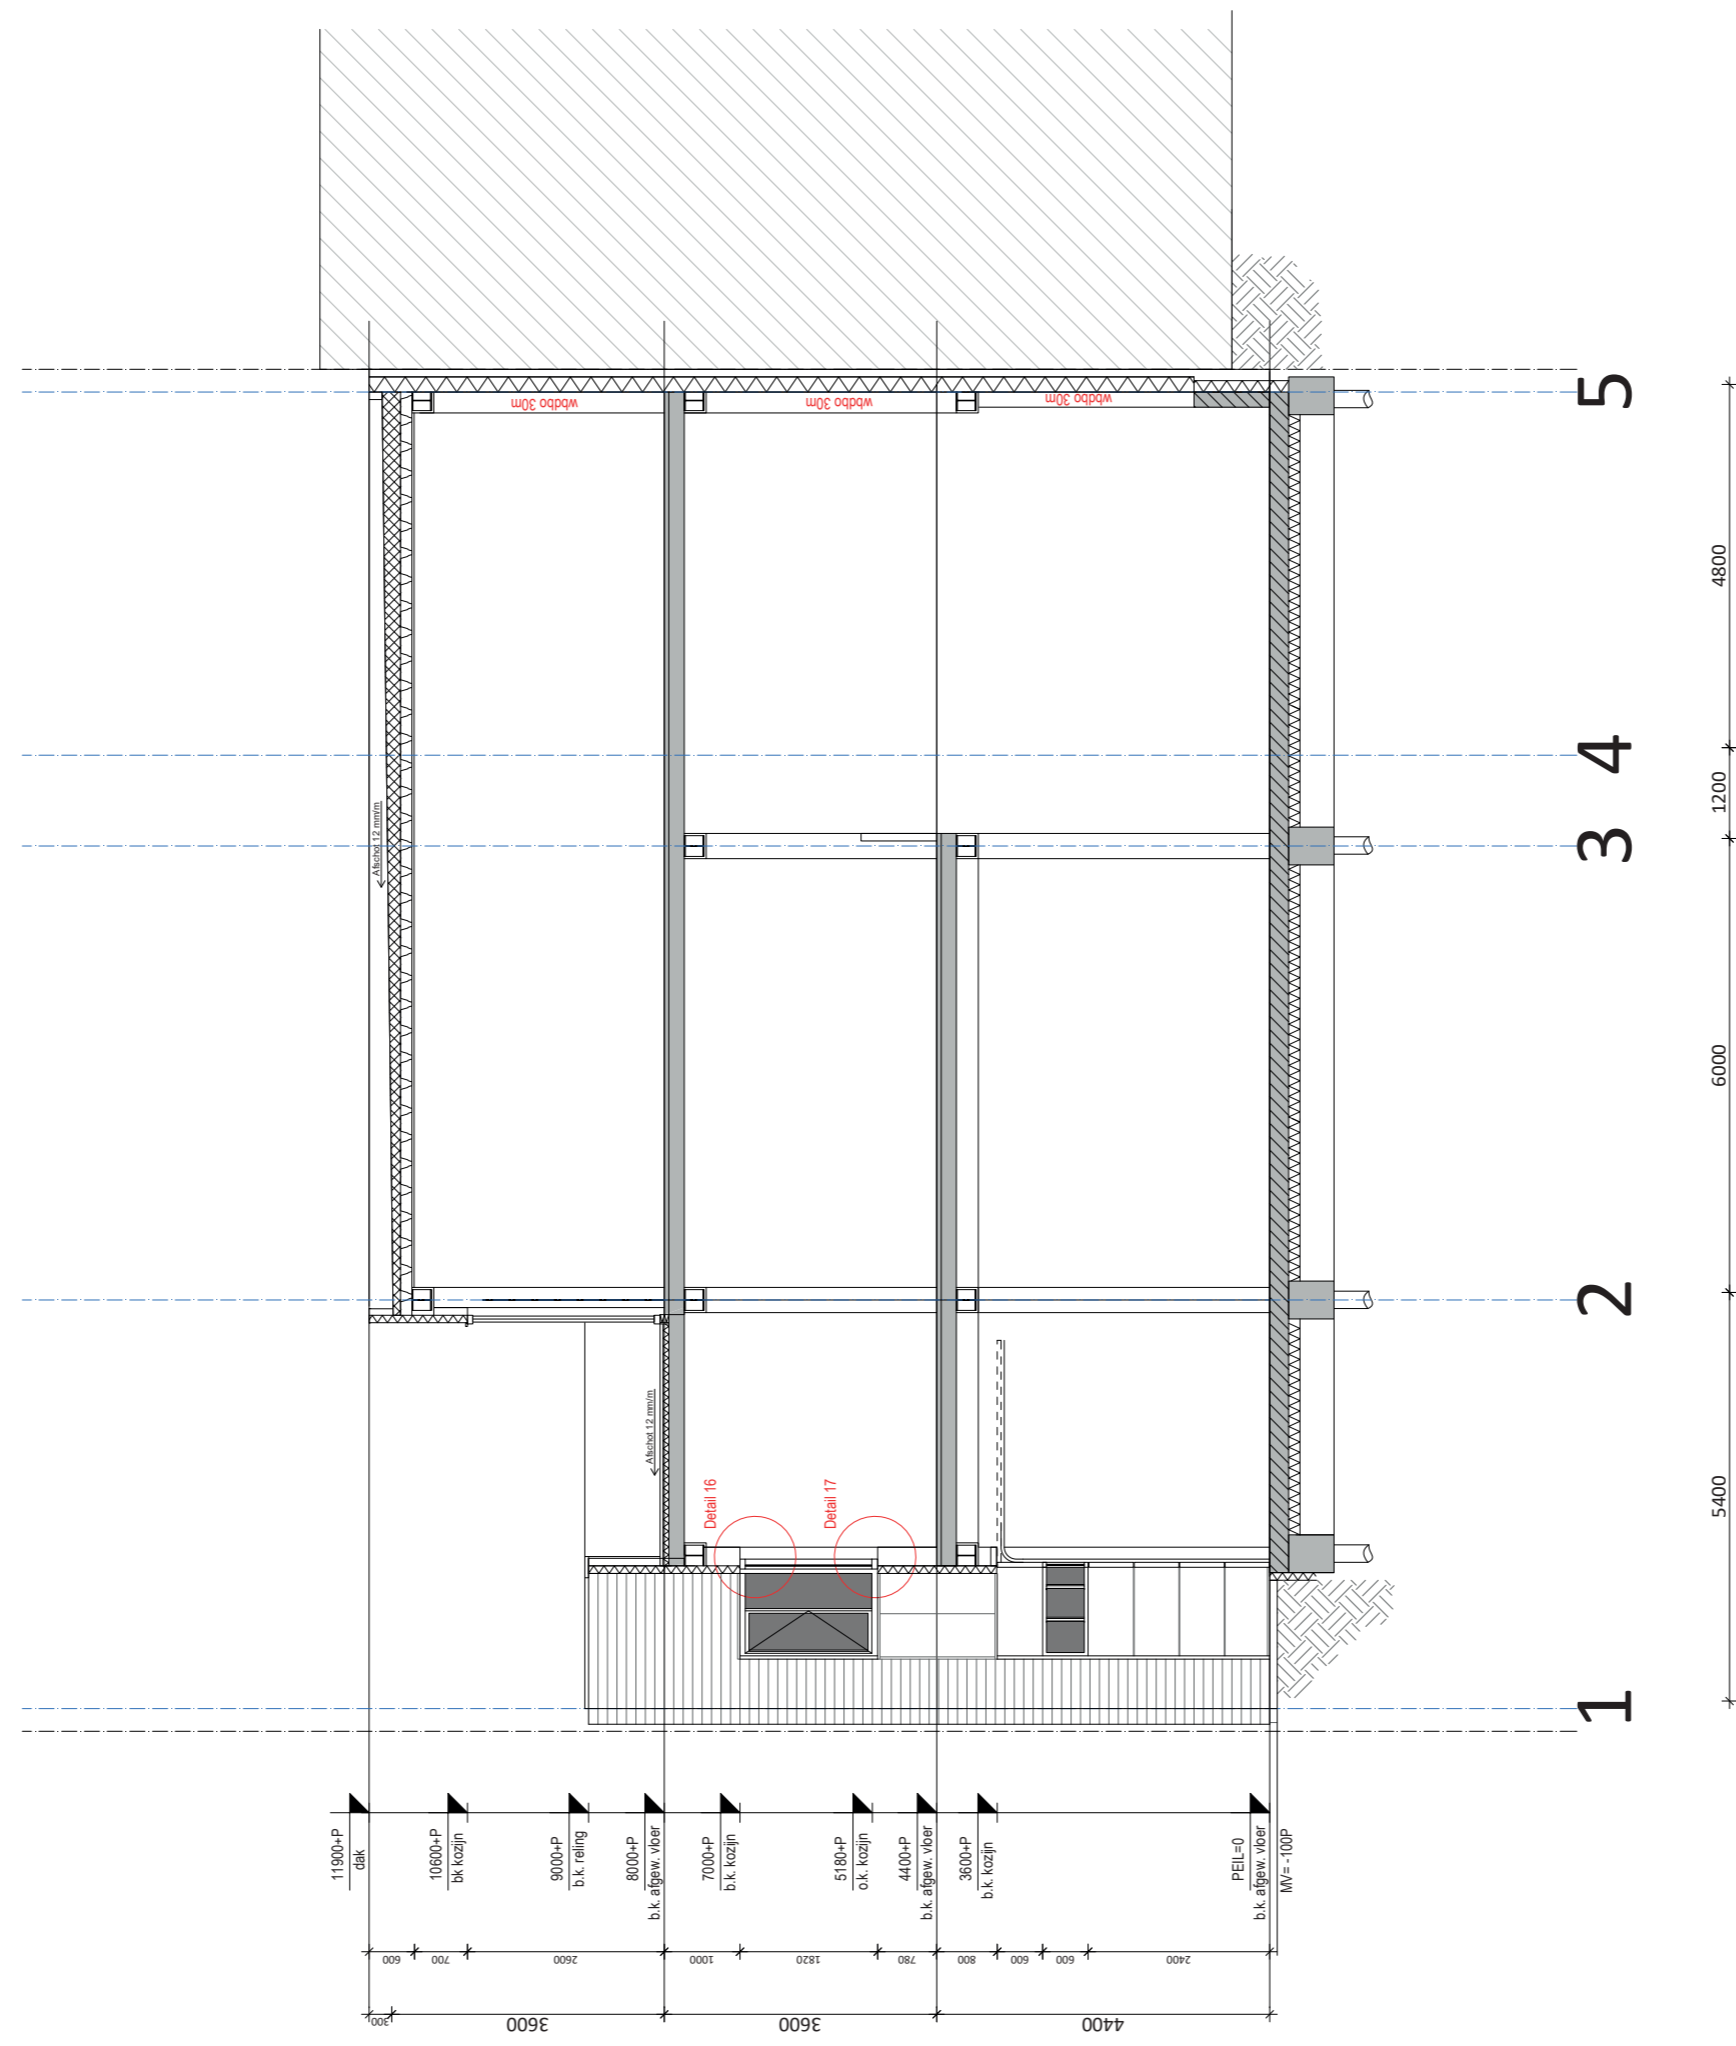 wbdbo 30m
wbdbo 30m
wbdbo 30m
Afschot 12 mm/m
Afschot 12 mm/m
Detail 16
Detail 17
5
4
3
2
1
4800
1200
6000
5400
11900+P
dak
10600+P
bk kozijn
9000+P
b.k. reling
8000+P
b.k. afgew. vloer
7000+P
b.k. kozijn
5180+P
o.k. kozijn
4400+P
b.k. afgew. vloer
3600+P
b.k. kozijn
PEIL=0
b.k. afgew. vloer
MV= -100P
600
700
2600
1000
1820
780
800
600
600
2400
300
3600
3600
4400